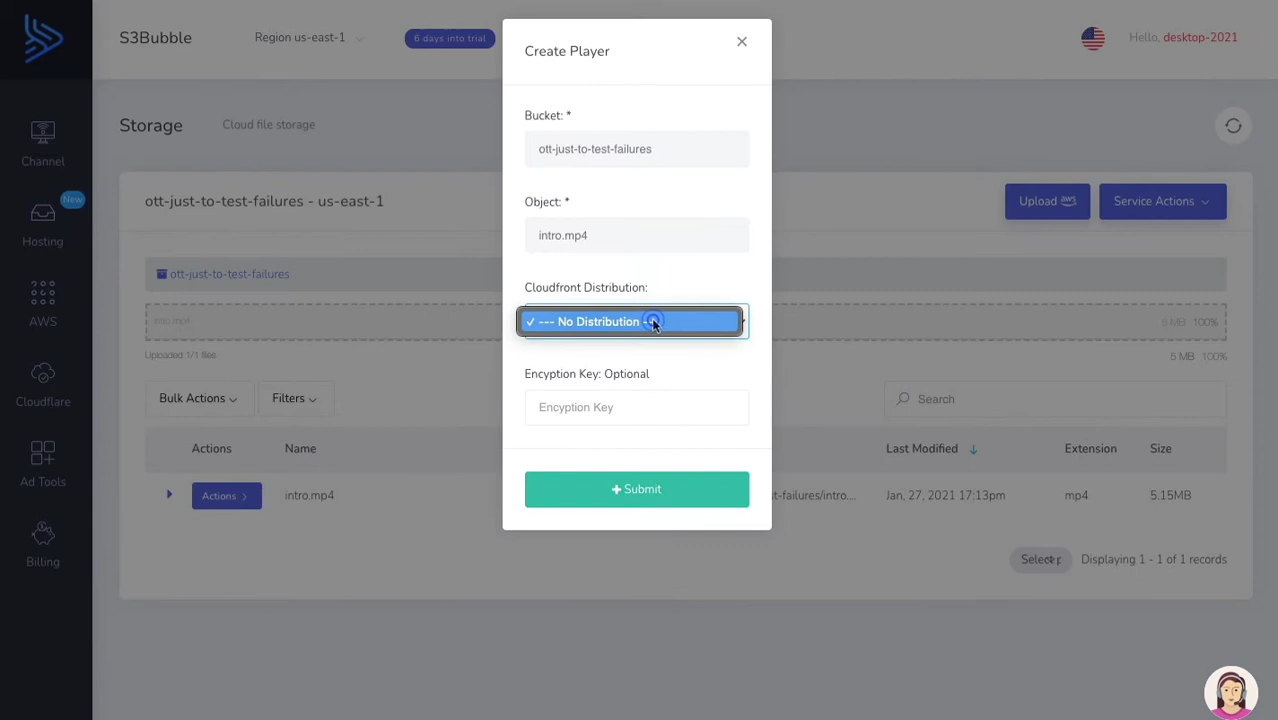 S3Bubble
Region us-east-1
6 days into trial
Hello, desktop-2021
Create Player
Bucket: *
ott-just-to-test-failures
Object: *
intro.mp4
Cloudfront Distribution:
✓ --- No Distribution ---
Encyption Key: Optional
Encyption Key
+ Submit
Channel
New
Hosting
AWS
Cloudflare
Ad Tools
Billing
Storage
Cloud file storage
ott-just-to-test-failures - us-east-1
Upload aws
Service Actions
ott-just-to-test-failures
intro.mp4
5 MB 100%
Uploaded 1/1 files
5 MB 100%
Bulk Actions
Filters
Search
Actions
Name
Last Modified
Extension
Size
Actions
intro.mp4
t-failures/intro....
Jan, 27, 2021 17:13pm
mp4
5.15MB
Displaying 1 - 1 of 1 records